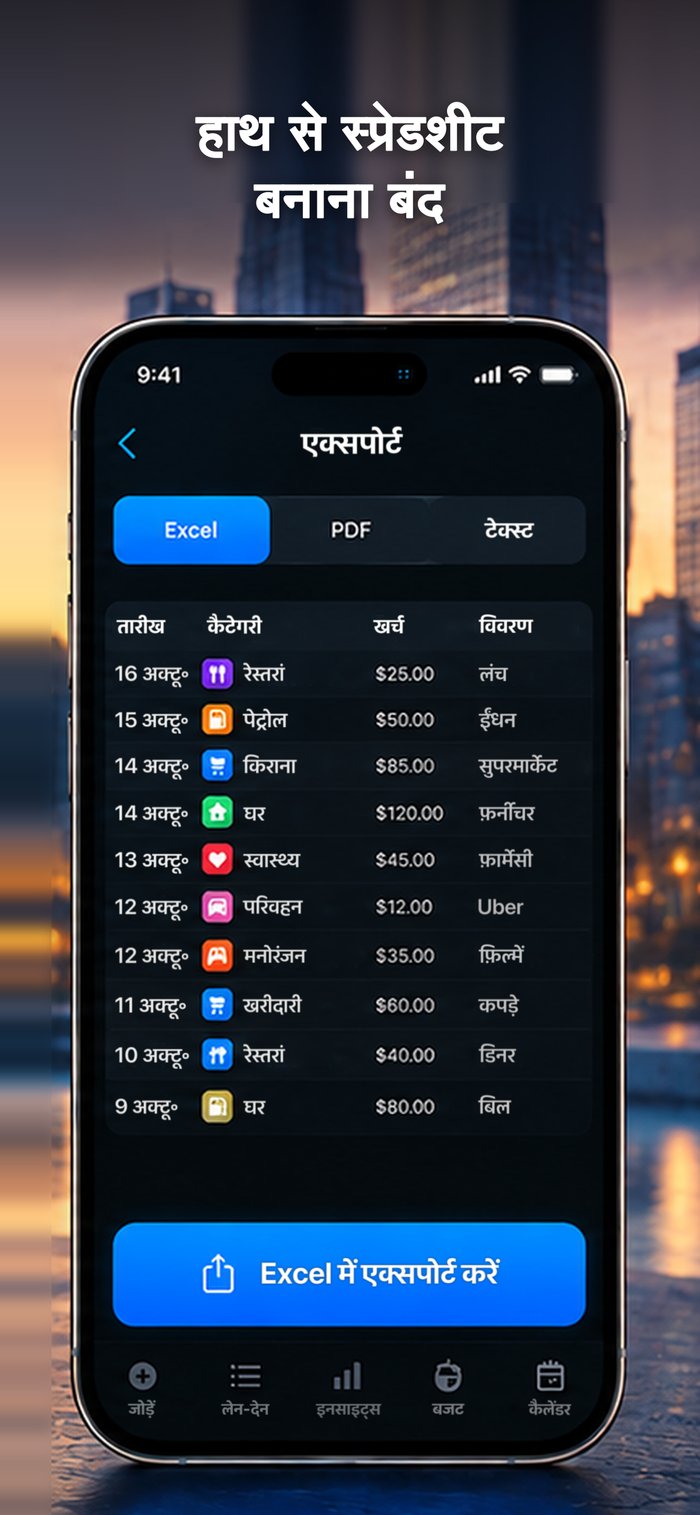 हाथ से स्प्रेडशीट
बनाना बंद
9:41
एक्सपोर्ट
Excel PDF टेक्स्ट
तारीख कैटेगरी खर्च विवरण
16 अक्टू॰ रेस्तरां $25.00 लंच
15 अक्टू॰ पेट्रोल $50.00 ईंधन
14 अक्टू॰ किराना $85.00 सुपरमार्केट
14 अक्टू॰ घर $120.00 फ़र्नीचर
13 अक्टू॰ स्वास्थ्य $45.00 फ़ार्मेसी
12 अक्टू॰ परिवहन $12.00 Uber
12 अक्टू॰ मनोरंजन $35.00 फ़िल्में
11 अक्टू॰ खरीदारी $60.00 कपड़े
10 अक्टू॰ रेस्तरां $40.00 डिनर
9 अक्टू॰ घर $80.00 बिल
Excel में एक्सपोर्ट करें
जोड़ें लेन-देन इनसाइट्स बजट कैलेंडर